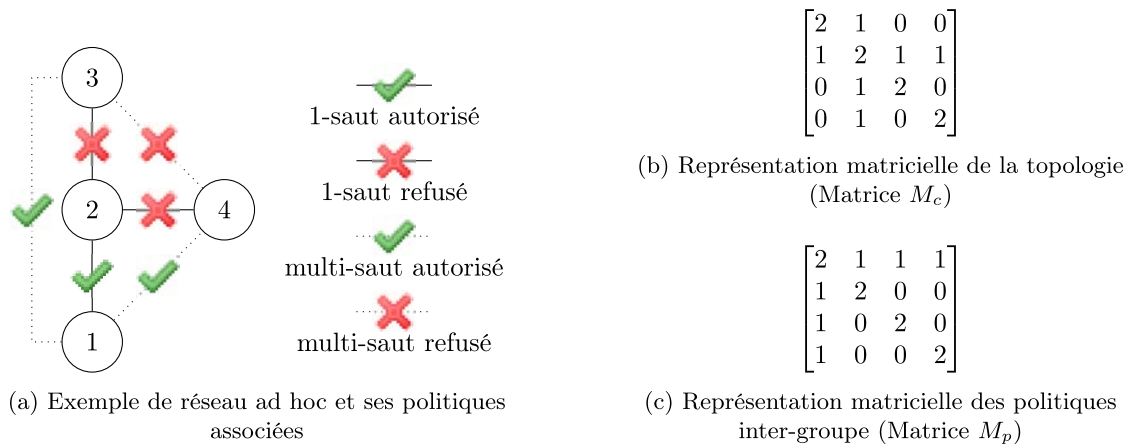 3
2
4
1
1-saut autorisé
1-saut refusé
multi-saut autorisé
multi-saut refusé
(a) Exemple de réseau ad hoc et ses politiques
associées
2 1 0 0
1 2 1 1
0 1 2 0
0 1 0 2
(b) Représentation matricielle de la topologie
(Matrice M_c)
2 1 1 1
1 2 0 0
1 0 2 0
1 0 0 2
(c) Représentation matricielle des politiques
inter-groupe (Matrice M_p)